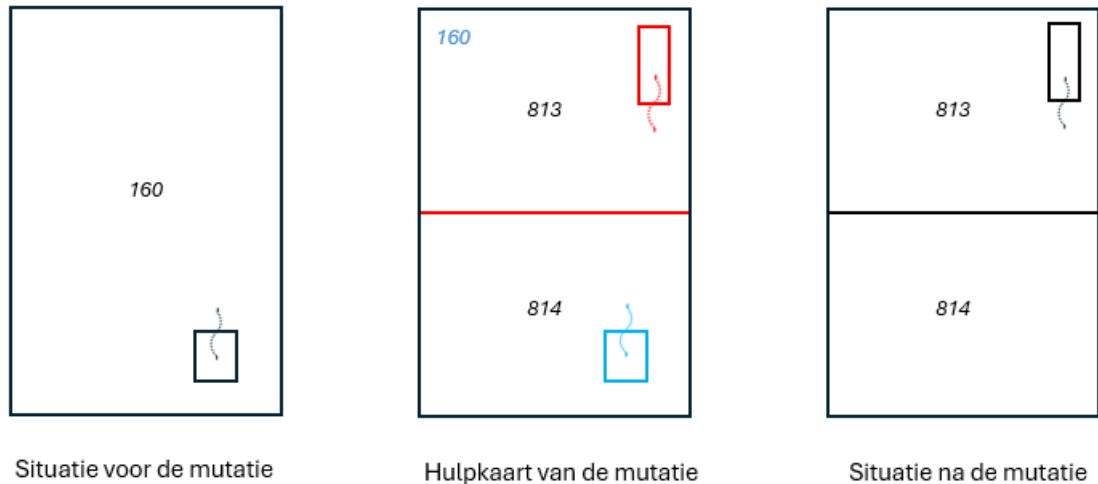 160
160
813
813
814
814
Situatie voor de mutatie
Hulpkaart van de mutatie
Situatie na de mutatie